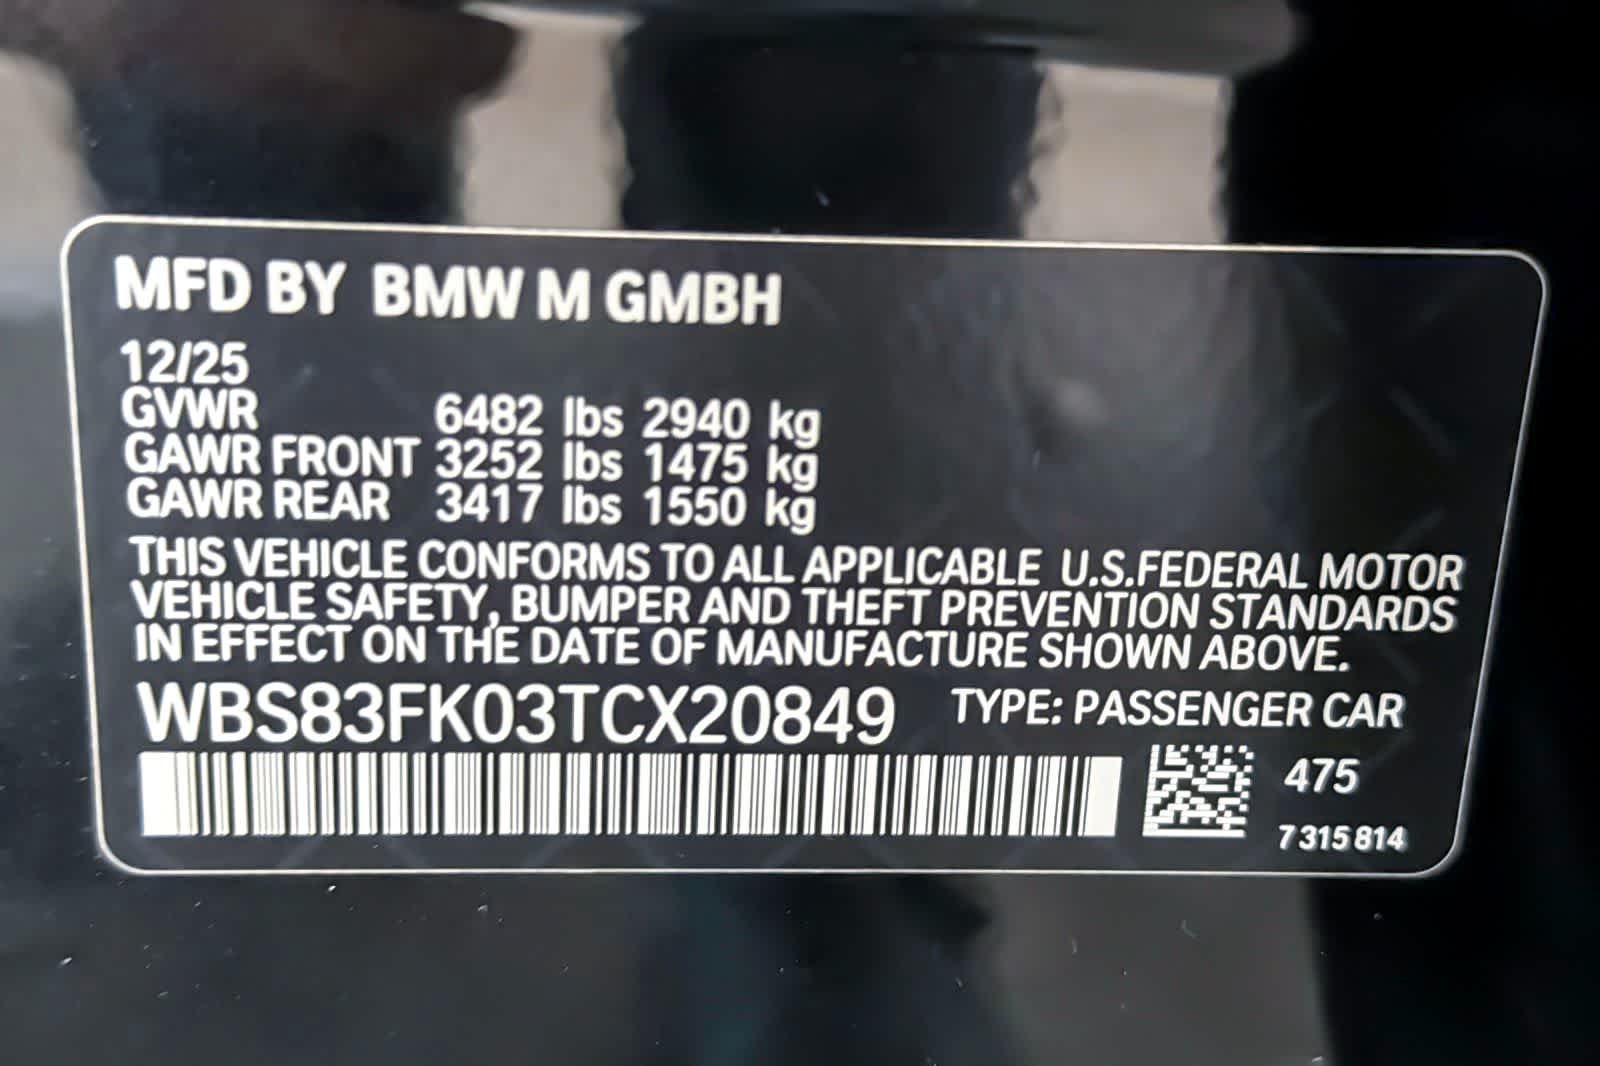 MFD BY BMW M GMBH
12/25
GVWR 6482 lbs 2940 kg
GAWR FRONT 3252 lbs 1475 kg
GAWR REAR 3417 lbs 1550 kg
THIS VEHICLE CONFORMS TO ALL APPLICABLE U.S.FEDERAL MOTOR
VEHICLE SAFETY, BUMPER AND THEFT PREVENTION STANDARDS
IN EFFECT ON THE DATE OF MANUFACTURE SHOWN ABOVE.
WBS83FK03TCX20849 TYPE: PASSENGER CAR
475
7 315 814